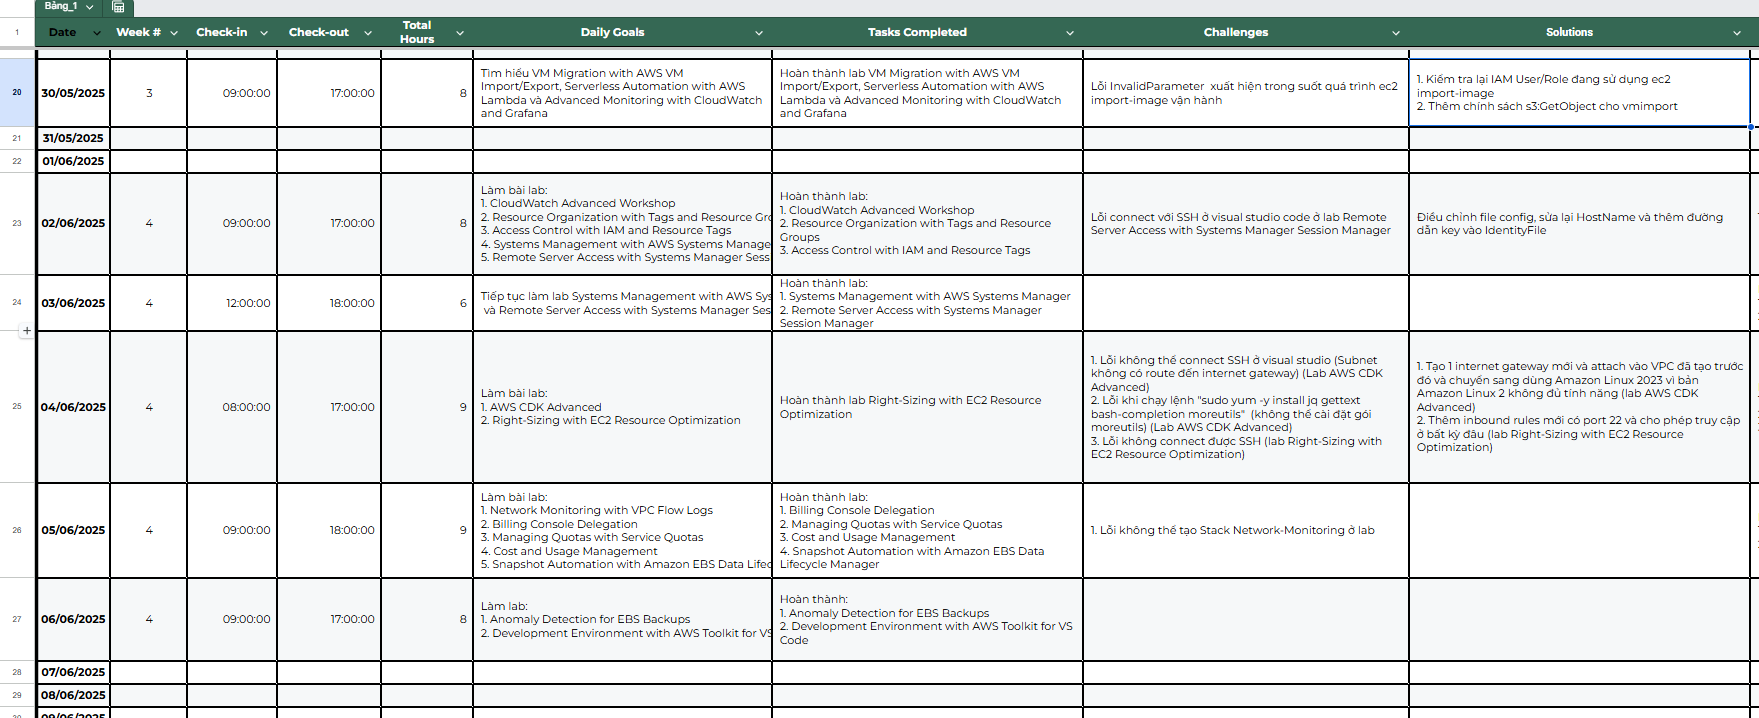 Bảng_1
1
Date
Week #
Check-in
Check-out
Total
Hours
Daily Goals
Tasks Completed
Challenges
Solutions
20
30/05/2025
3
09:00:00
17:00:00
8
Tìm hiểu VM Migration with AWS VM
Import/Export, Serverless Automation with AWS
Lambda và Advanced Monitoring with CloudWatch
and Grafana
Hoàn thành lab VM Migration with AWS VM
Import/Export, Serverless Automation with AWS
Lambda và Advanced Monitoring with CloudWatch
and Grafana
Lỗi InvalidParameter xuất hiện trong suốt quá trình ec2
import-image vận hành
1. Kiểm tra lại IAM User/Role đang sử dụng ec2
import-image
2. Thêm chính sách s3:GetObject cho vmimport
21
31/05/2025
22
01/06/2025
23
02/06/2025
4
09:00:00
17:00:00
8
Làm bài lab:
1. CloudWatch Advanced Workshop
2. Resource Organization with Tags and Resource Gro
3. Access Control with IAM and Resource Tags
4. Systems Management with AWS Systems Manage
5. Remote Server Access with Systems Manager Sess
Hoàn thành lab:
1. CloudWatch Advanced Workshop
2. Resource Organization with Tags and Resource
Groups
3. Access Control with IAM and Resource Tags
Lỗi connect với SSH ở visual studio code ở lab Remote
Server Access with Systems Manager Session Manager
Điều chỉnh file config, sửa lại HostName và thêm đường
dẫn key vào IdentityFile
24
03/06/2025
4
12:00:00
18:00:00
6
Tiếp tục làm lab Systems Management with AWS Sys
và Remote Server Access with Systems Manager Ses
Hoàn thành lab:
1. Systems Management with AWS Systems Manager
2. Remote Server Access with Systems Manager
Session Manager
25
04/06/2025
4
08:00:00
17:00:00
9
Làm bài lab:
1. AWS CDK Advanced
2. Right-Sizing with EC2 Resource Optimization
Hoàn thành lab Right-Sizing with EC2 Resource
Optimization
1. Lỗi không thể connect SSH ở visual studio (Subnet
không có route đến internet gateway) (Lab AWS CDK
Advanced)
2. Lỗi khi chạy lệnh "sudo yum -y install jq gettext
bash-completion moreutils" (không thể cài đặt gói
moreutils) (Lab AWS CDK Advanced)
3. Lỗi không connect được SSH (lab Right-Sizing with
EC2 Resource Optimization)
1. Tạo 1 internet gateway mới và attach vào VPC đã tạo trước
đó và chuyển sang dùng Amazon Linux 2023 vì bản
Amazon Linux 2 không đủ tính năng (lab AWS CDK
Advanced)
2. Thêm inbound rules mới có port 22 và cho phép truy cập
ở bất kỳ đâu (lab Right-Sizing with EC2 Resource
Optimization)
26
05/06/2025
4
09:00:00
18:00:00
9
Làm bài lab:
1. Network Monitoring with VPC Flow Logs
2. Billing Console Delegation
3. Managing Quotas with Service Quotas
4. Cost and Usage Management
5. Snapshot Automation with Amazon EBS Data Lifec
Hoàn thành lab:
1. Billing Console Delegation
2. Managing Quotas with Service Quotas
3. Cost and Usage Management
4. Snapshot Automation with Amazon EBS Data
Lifecycle Manager
1. Lỗi không thể tạo Stack Network-Monitoring ở lab
27
06/06/2025
4
09:00:00
17:00:00
8
Làm lab:
1. Anomaly Detection for EBS Backups
2. Development Environment with AWS Toolkit for VS
Hoàn thành:
1. Anomaly Detection for EBS Backups
2. Development Environment with AWS Toolkit for VS
Code
28
07/06/2025
29
08/06/2025